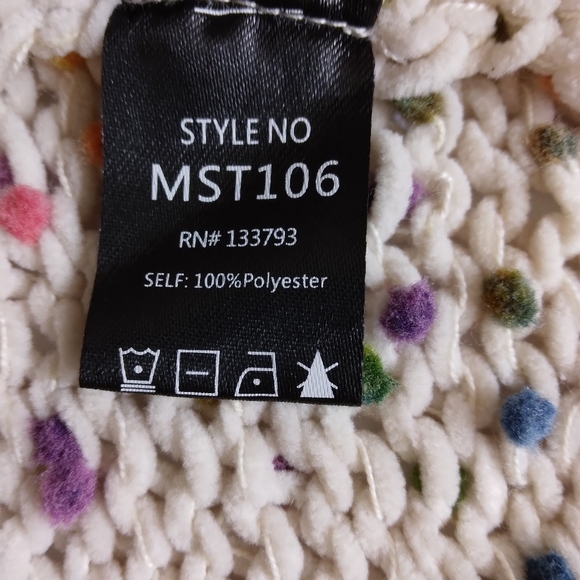 STYLE NO
MST106
RN# 133793
SELF: 100%Polyester